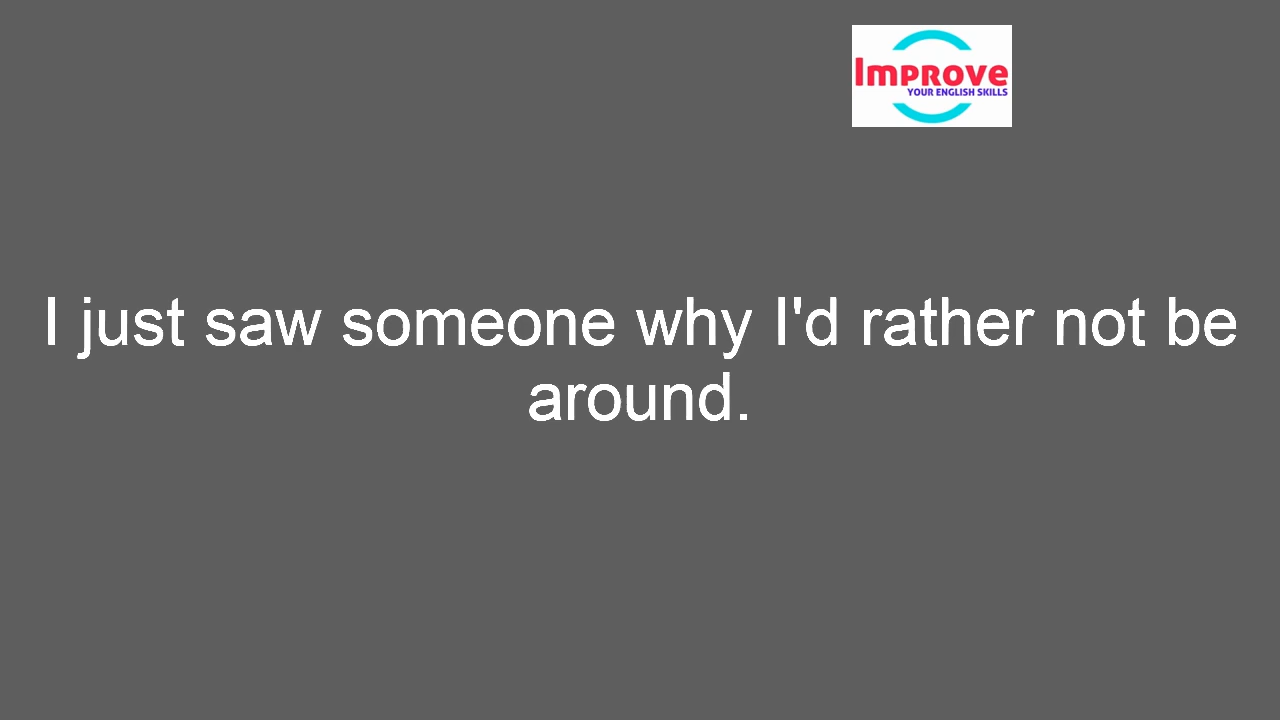 Improve
YOUR ENGLISH SKILLS
I just saw someone why I'd rather not be
around.